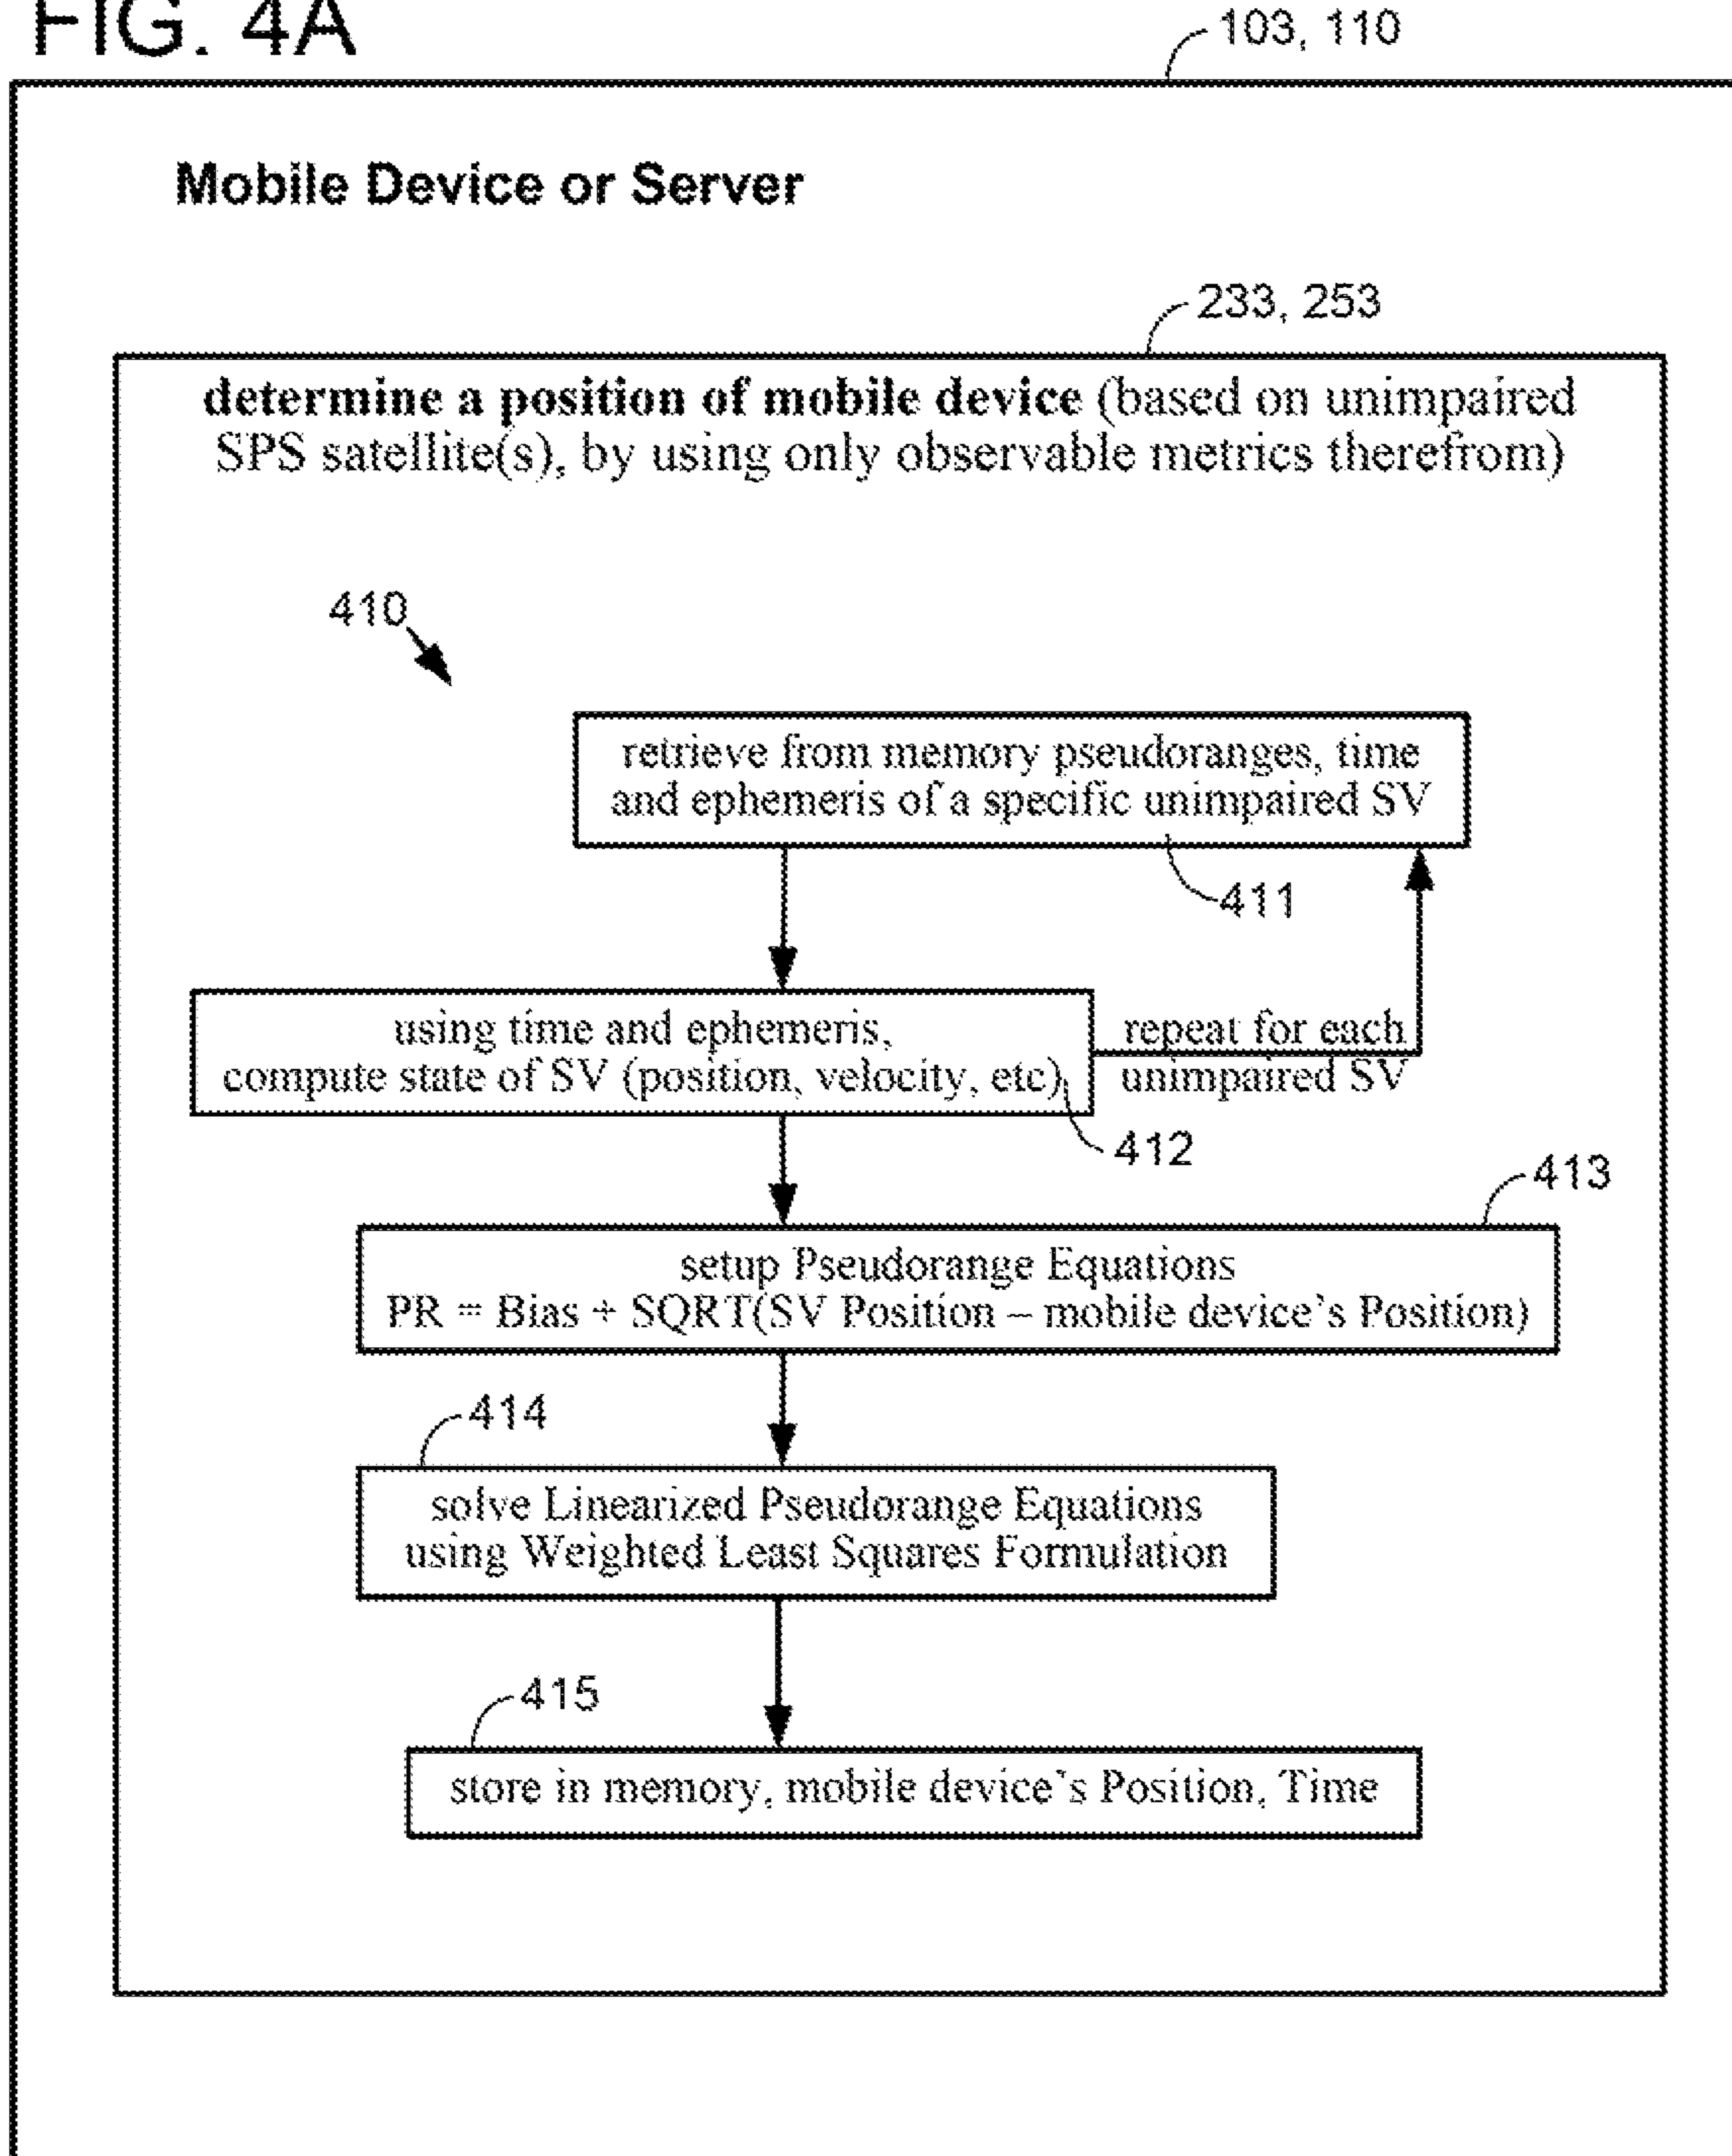 FIG. 4A
103, 110
Mobile Device or Server
233, 253
determine a position of mobile device (based on unimpaired
SPS satellite(s), by using only observable metrics therefrom)
410
retrieve from memory pseudoranges, time
and ephemeris of a specific unimpaired SV
411
using time and ephemeris,
compute state of SV (position, velocity, etc)
repeat for each
unimpaired SV
412
413
setup Pseudorange Equations
PR = Bias + SQRT(SV Position – mobile device's Position)
414
solve Linearized Pseudorange Equations
using Weighted Least Squares Formulation
415
store in memory, mobile device's Position, Time